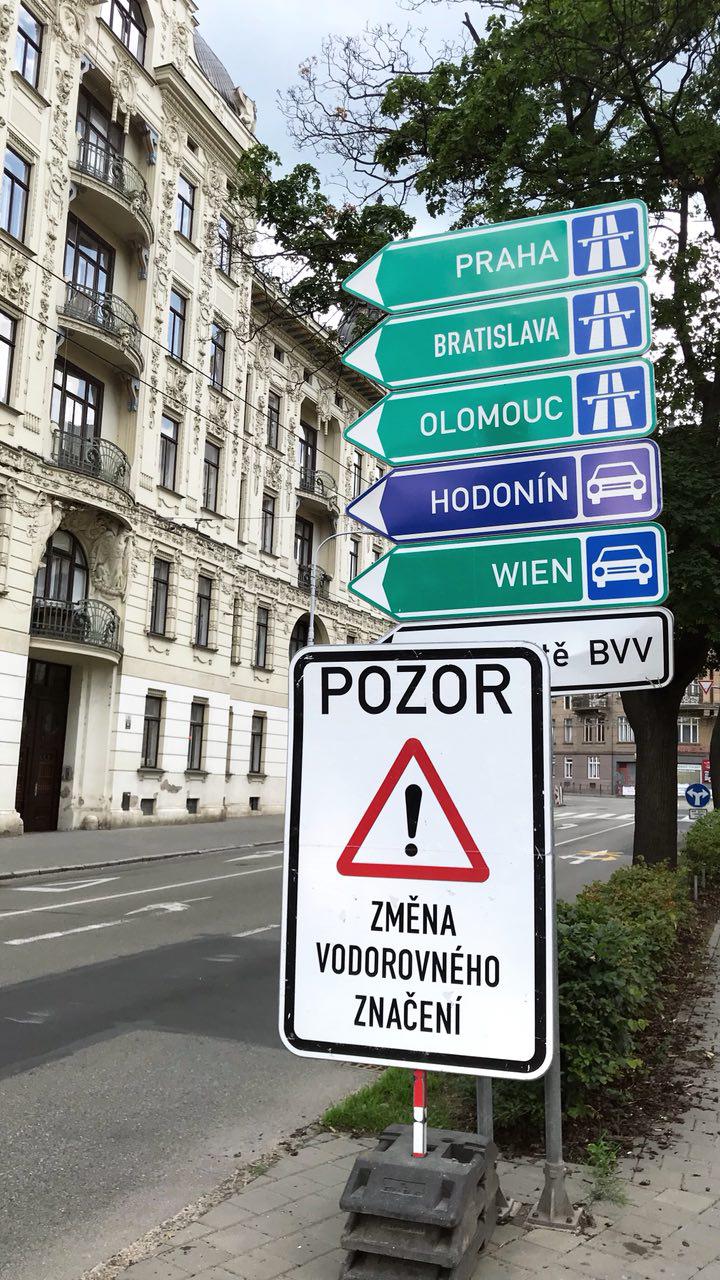 PRAHA
BRATISLAVA
OLOMOUC
HODONÍN
WIEN
BVV
POZOR
ZMĚNA
VODOROVNÉHO
ZNAČENÍ